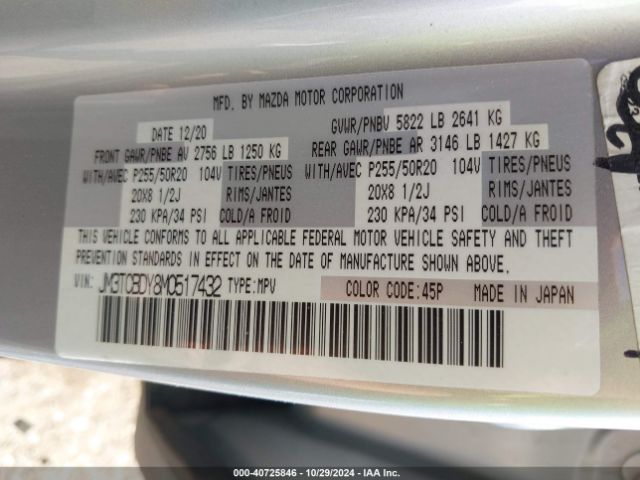 MFD. BY MAZDA MOTOR CORPORATION
DATE 12/20
GVWR/PNBV 5822 LB 2641 KG
FRONT GAWR/PNBE AV 2756 LB 1250 KG
REAR GAWR/PNBE AR 3146 LB 1427 KG
WITH/AVEC P255/50R20 104V TIRES/PNEUS
WITH/AVEC P255/50R20 104V TIRES/PNEUS
20X8 1/2J RIMS/JANTES
20X8 1/2J RIMS/JANTES
230 KPA/34 PSI COLD/A FROID
230 KPA/34 PSI COLD/A FROID
THIS VEHICLE CONFORMS TO ALL APPLICABLE FEDERAL MOTOR VEHICLE SAFETY AND THEFT
PREVENTION STANDARDS IN EFFECT ON THE DATE OF MANUFACTURE SHOWN ABOVE.
VIN: JM3TCBDY8M0517432 TYPE:MPV COLOR CODE:45P MADE IN JAPAN
000-40725846 - 10/29/2024 - IAA Inc.